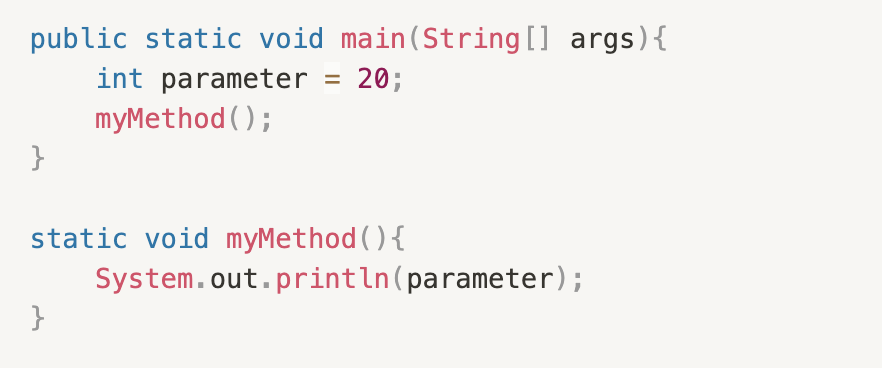 public static void main(String[] args){
    int parameter = 20;
    myMethod();
}

static void myMethod(){
    System.out.println(parameter);
}